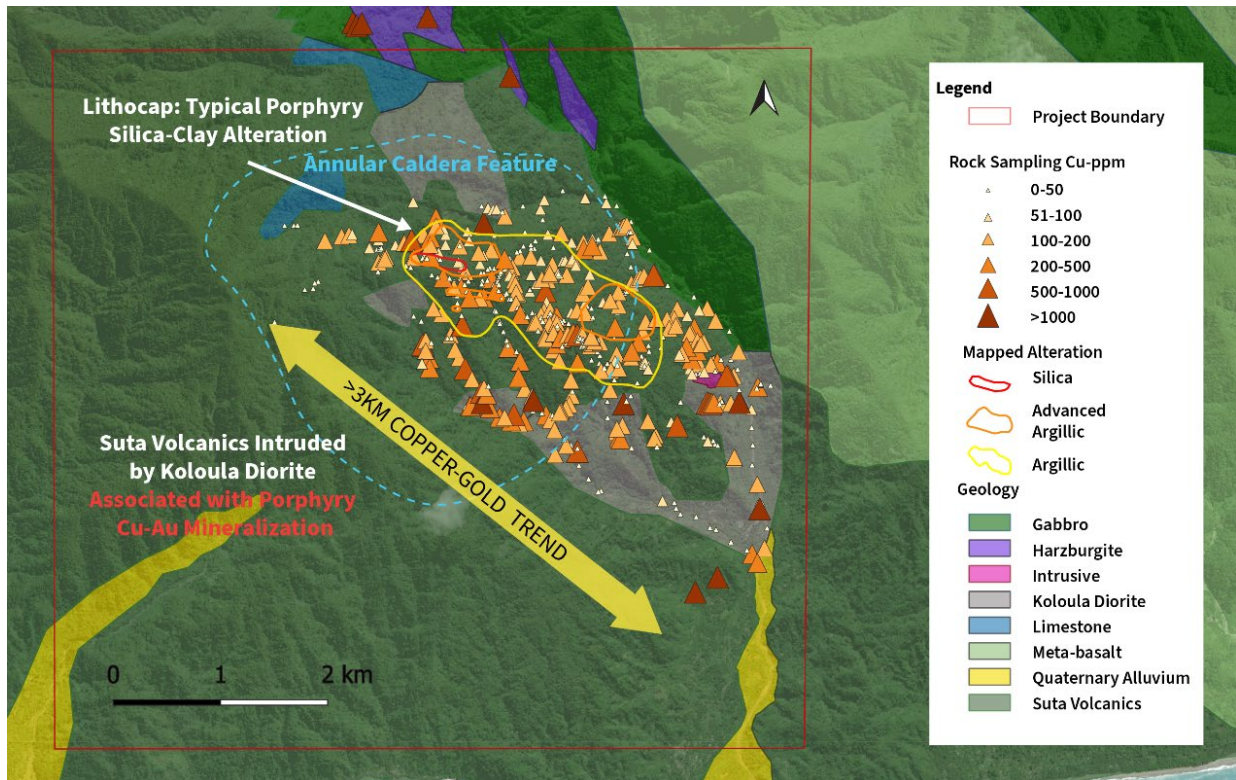 Lithocap: Typical Porphyry
Silica-Clay Alteration
Annular Caldera Feature
>3KM COPPER-GOLD TREND
Suta Volcanics Intruded
by Koloula Diorite
Associated with Porphyry
Cu-Au Mineralization
0 1 2 km
Legend
Project Boundary
Rock Sampling Cu-ppm
0-50
51-100
100-200
200-500
500-1000
>1000
Mapped Alteration
Silica
Advanced
Argillic
Argillic
Geology
Gabbro
Harzburgite
Intrusive
Koloula Diorite
Limestone
Meta-basalt
Quaternary Alluvium
Suta Volcanics